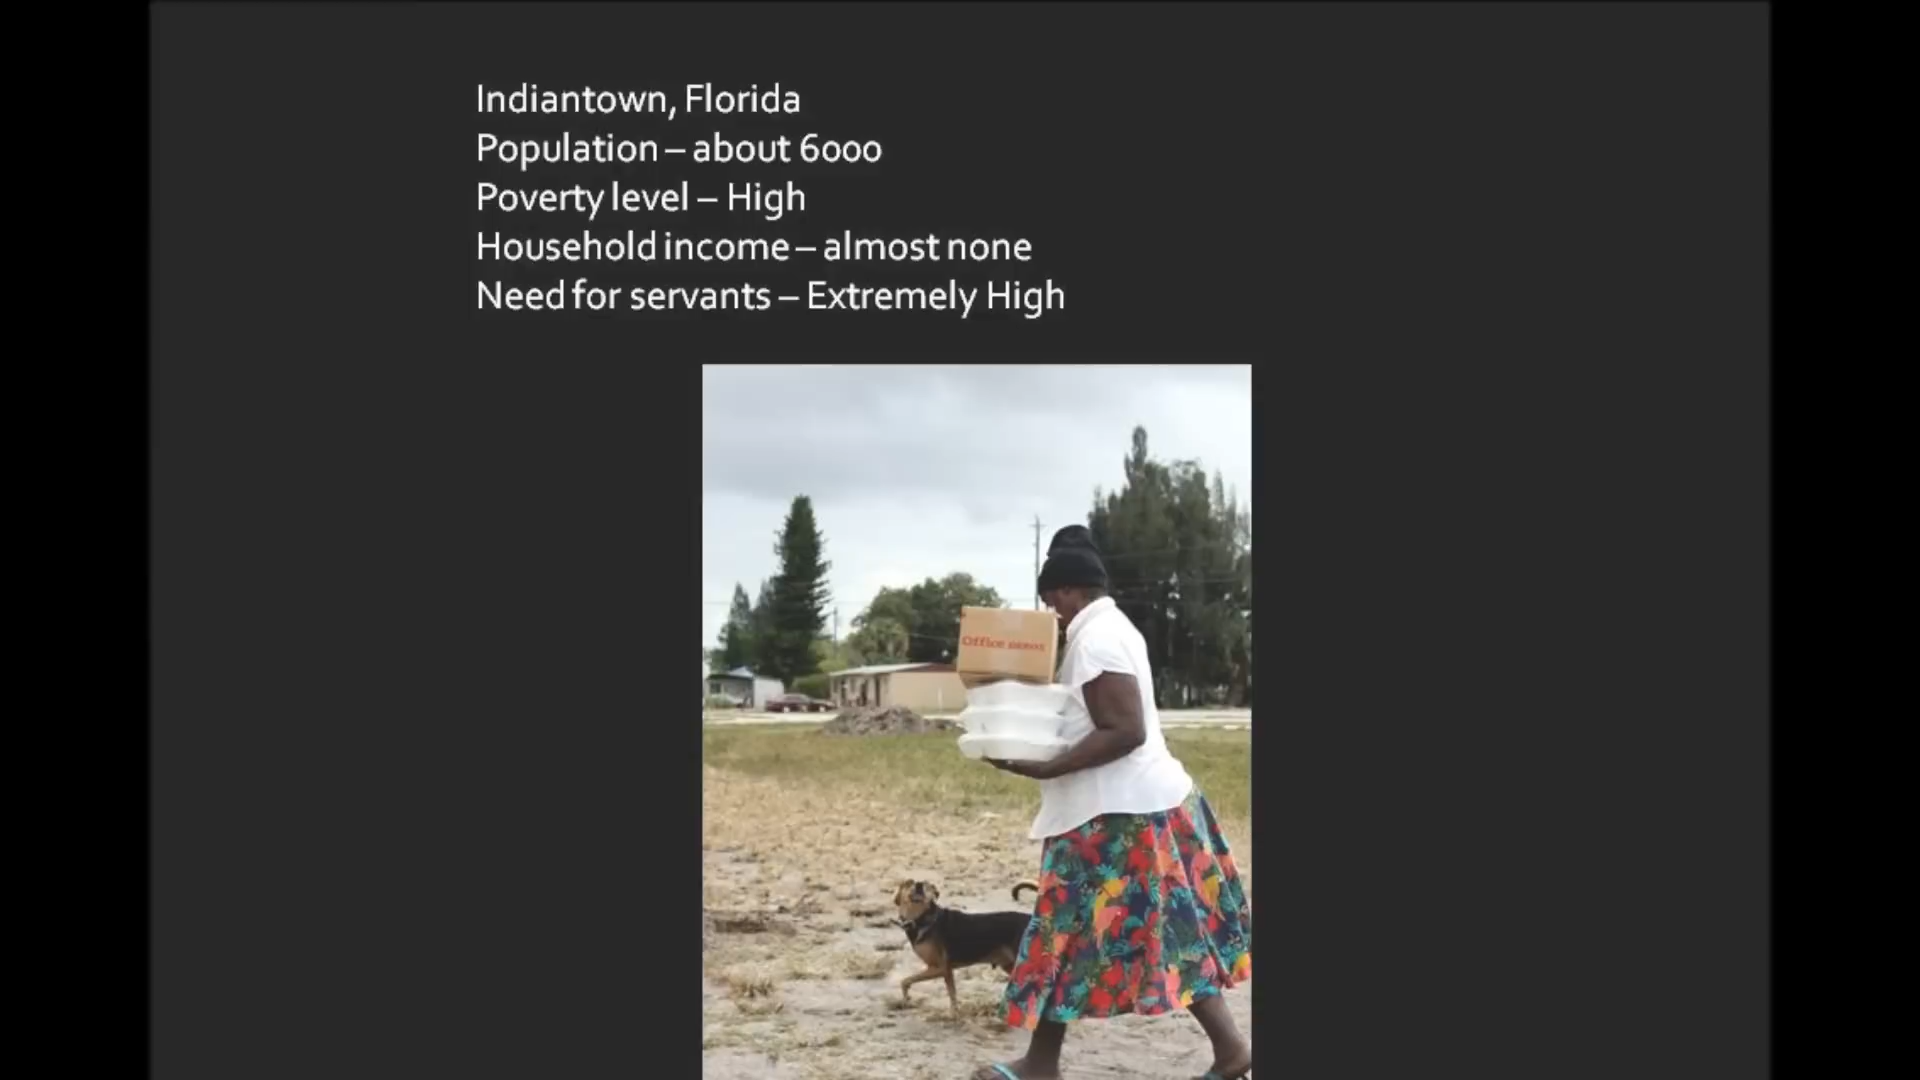 Indiantown, Florida
Population – about 6000
Poverty level – High
Household income – almost none
Need for servants – Extremely High
Office DEPOT